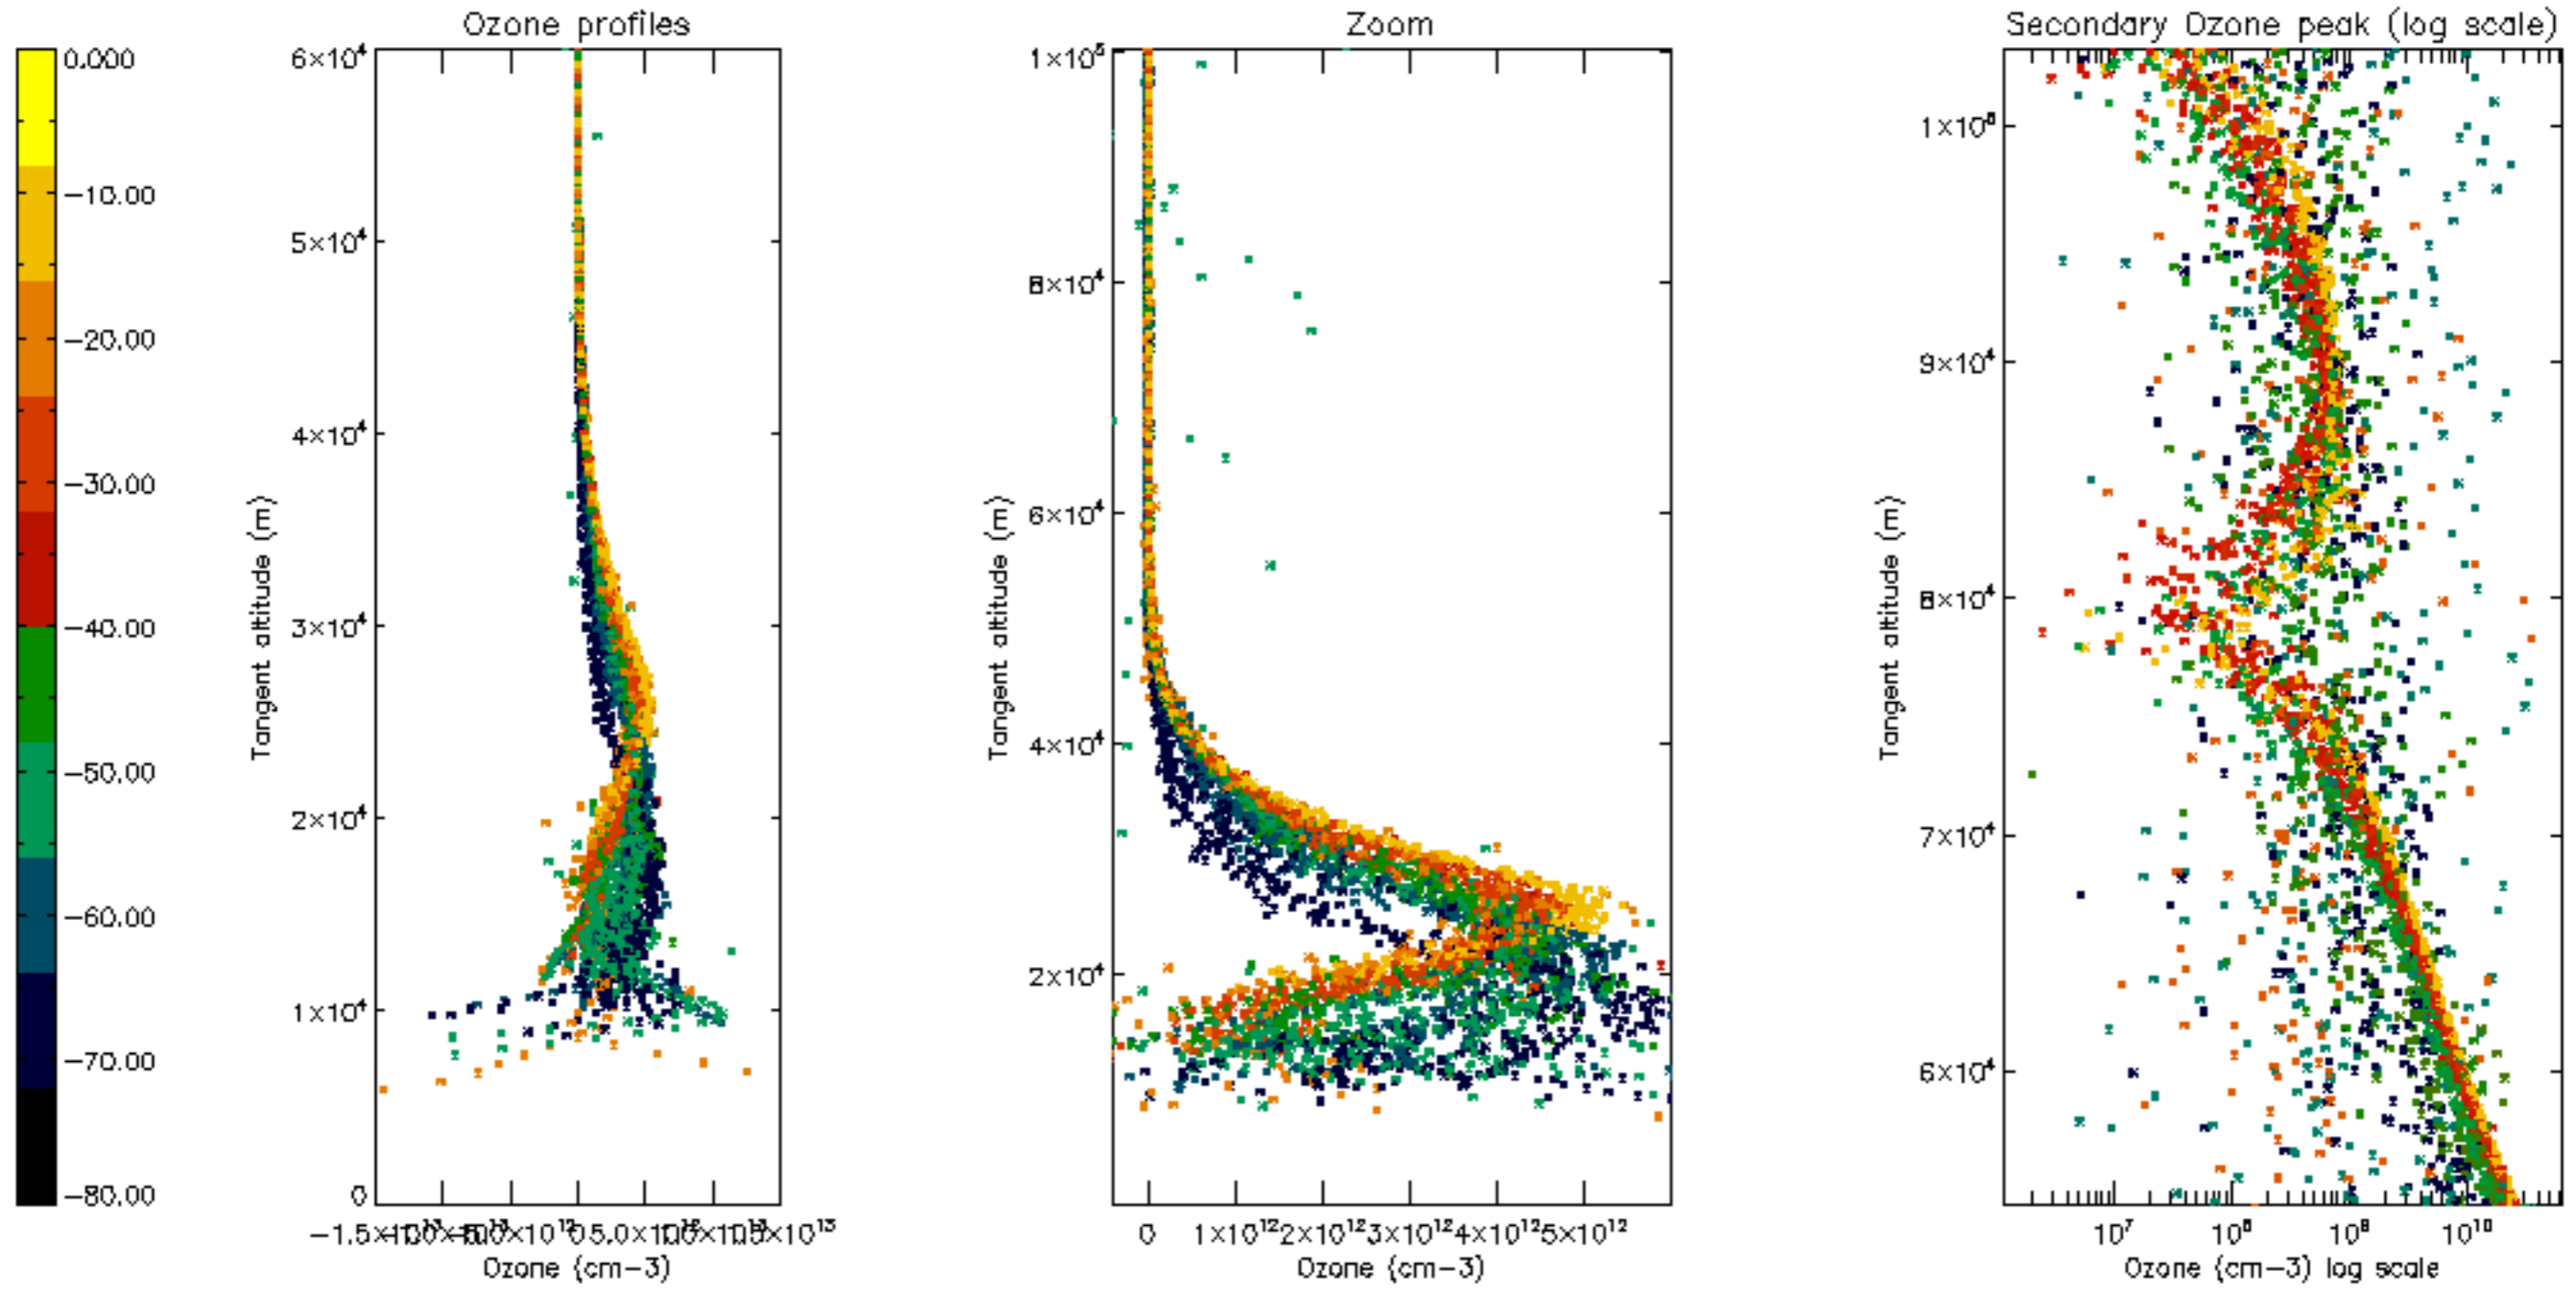 Ozone profiles
Zoom
Secondary Ozone peak (log scale)
0.000
−10.00
−20.00
−30.00
−40.00
−50.00
−60.00
−70.00
−80.00
6×10⁴
5×10⁴
4×10⁴
3×10⁴
2×10⁴
1×10⁴
0
Tangent altitude (m)
Ozone (cm−3)
1×10⁵
8×10⁴
6×10⁴
4×10⁴
2×10⁴
Tangent altitude (m)
0 1×10¹² 2×10¹² 3×10¹² 4×10¹² 5×10¹²
Ozone (cm−3)
1×10⁵
9×10⁴
8×10⁴
7×10⁴
6×10⁴
Tangent altitude (m)
10⁷ 10⁸ 10⁹ 10¹⁰
Ozone (cm−3) log scale